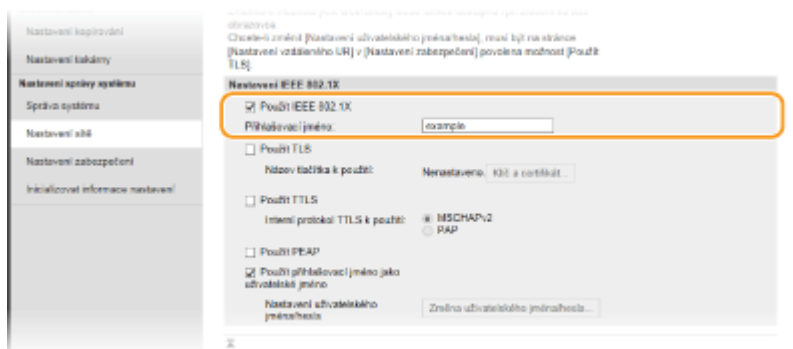 Nastavení kopírování
Nastavení tiskárny
Nastavení správy systému
Správa systému
Nastavení sítě
Nastavení zabezpečení
Inicializovat informace nastavení
obrazovce.
Chcete-li změnit [Nastavení uživatelského jména/hesla], musí být na stránce
[Nastavení vzdáleného UR] v [Nastavení zabezpečení] povolena možnost [Použít
TLS].
Nastavení IEEE 802.1X
Použít IEEE 802.1X
Přihlašovací jméno:
example
Použít TLS
Název tlačítka k použití:
Nenastaveno.
Klíč a certifikát...
Použít TTLS
Interní protokol TTLS k použití:
MSCHAPv2
PAP
Použít PEAP
Použít přihlašovací jméno jako
uživatelské jméno
Nastavení uživatelského
jména/hesla
Změna uživatelského jména/hesla...